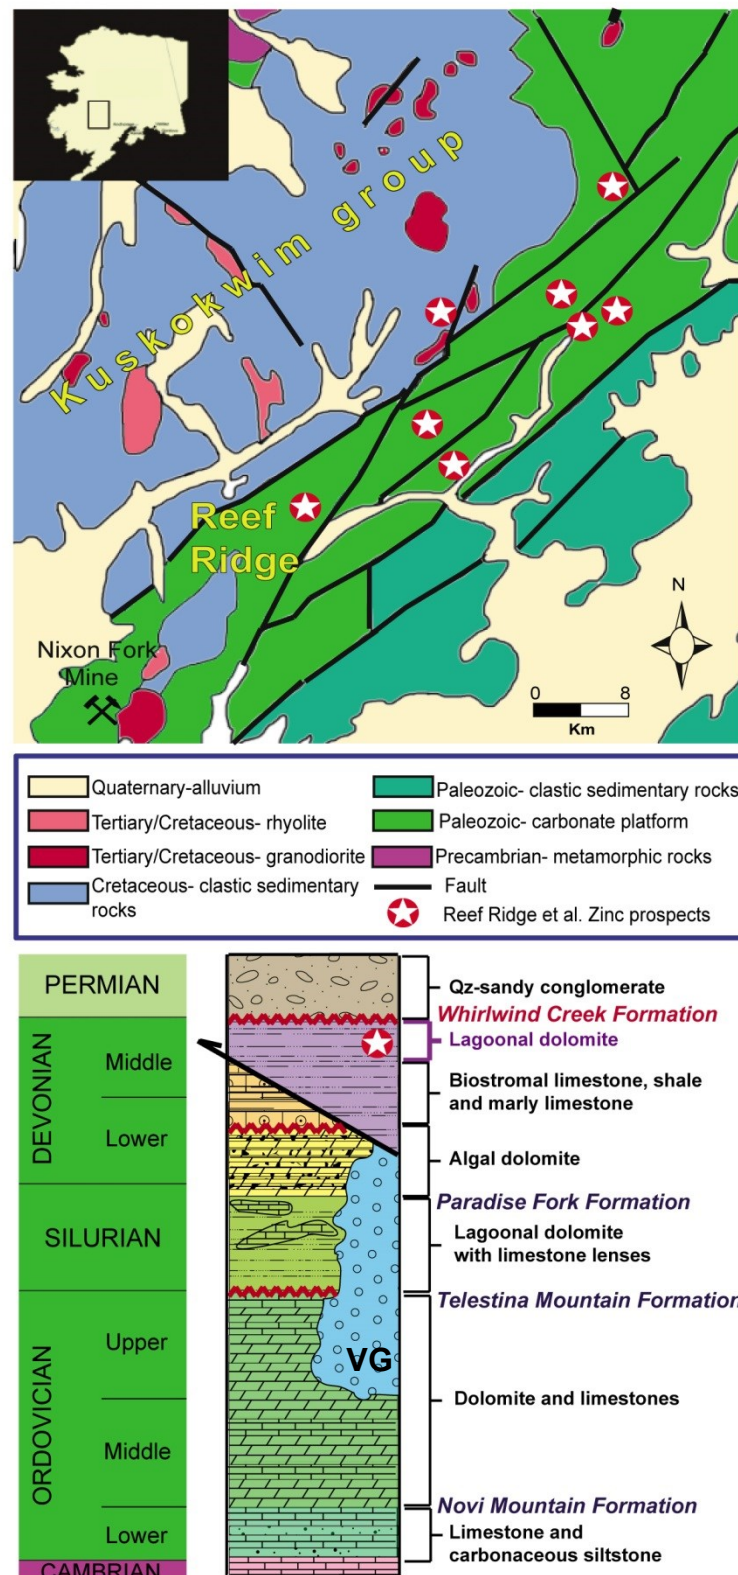 Kuskokwim group
Reef
Ridge
Nixon Fork
Mine
N
0 8
Km
Quaternary-alluvium
Tertiary/Cretaceous- rhyolite
Tertiary/Cretaceous- granodiorite
Cretaceous- clastic sedimentary
rocks
Paleozoic- clastic sedimentary rocks
Paleozoic- carbonate platform
Precambrian- metamorphic rocks
Fault
Reef Ridge et al. Zinc prospects
PERMIAN
DEVONIAN
Middle
Lower
SILURIAN
ORDOVICIAN
Upper
Middle
Lower
CAMBRIAN
VG
Qz-sandy conglomerate
Whirlwind Creek Formation
Lagoonal dolomite
Biostromal limestone, shale
and marly limestone
Algal dolomite
Paradise Fork Formation
Lagoonal dolomite
with limestone lenses
Telestina Mountain Formation
Dolomite and limestones
Novi Mountain Formation
Limestone and
carbonaceous siltstone